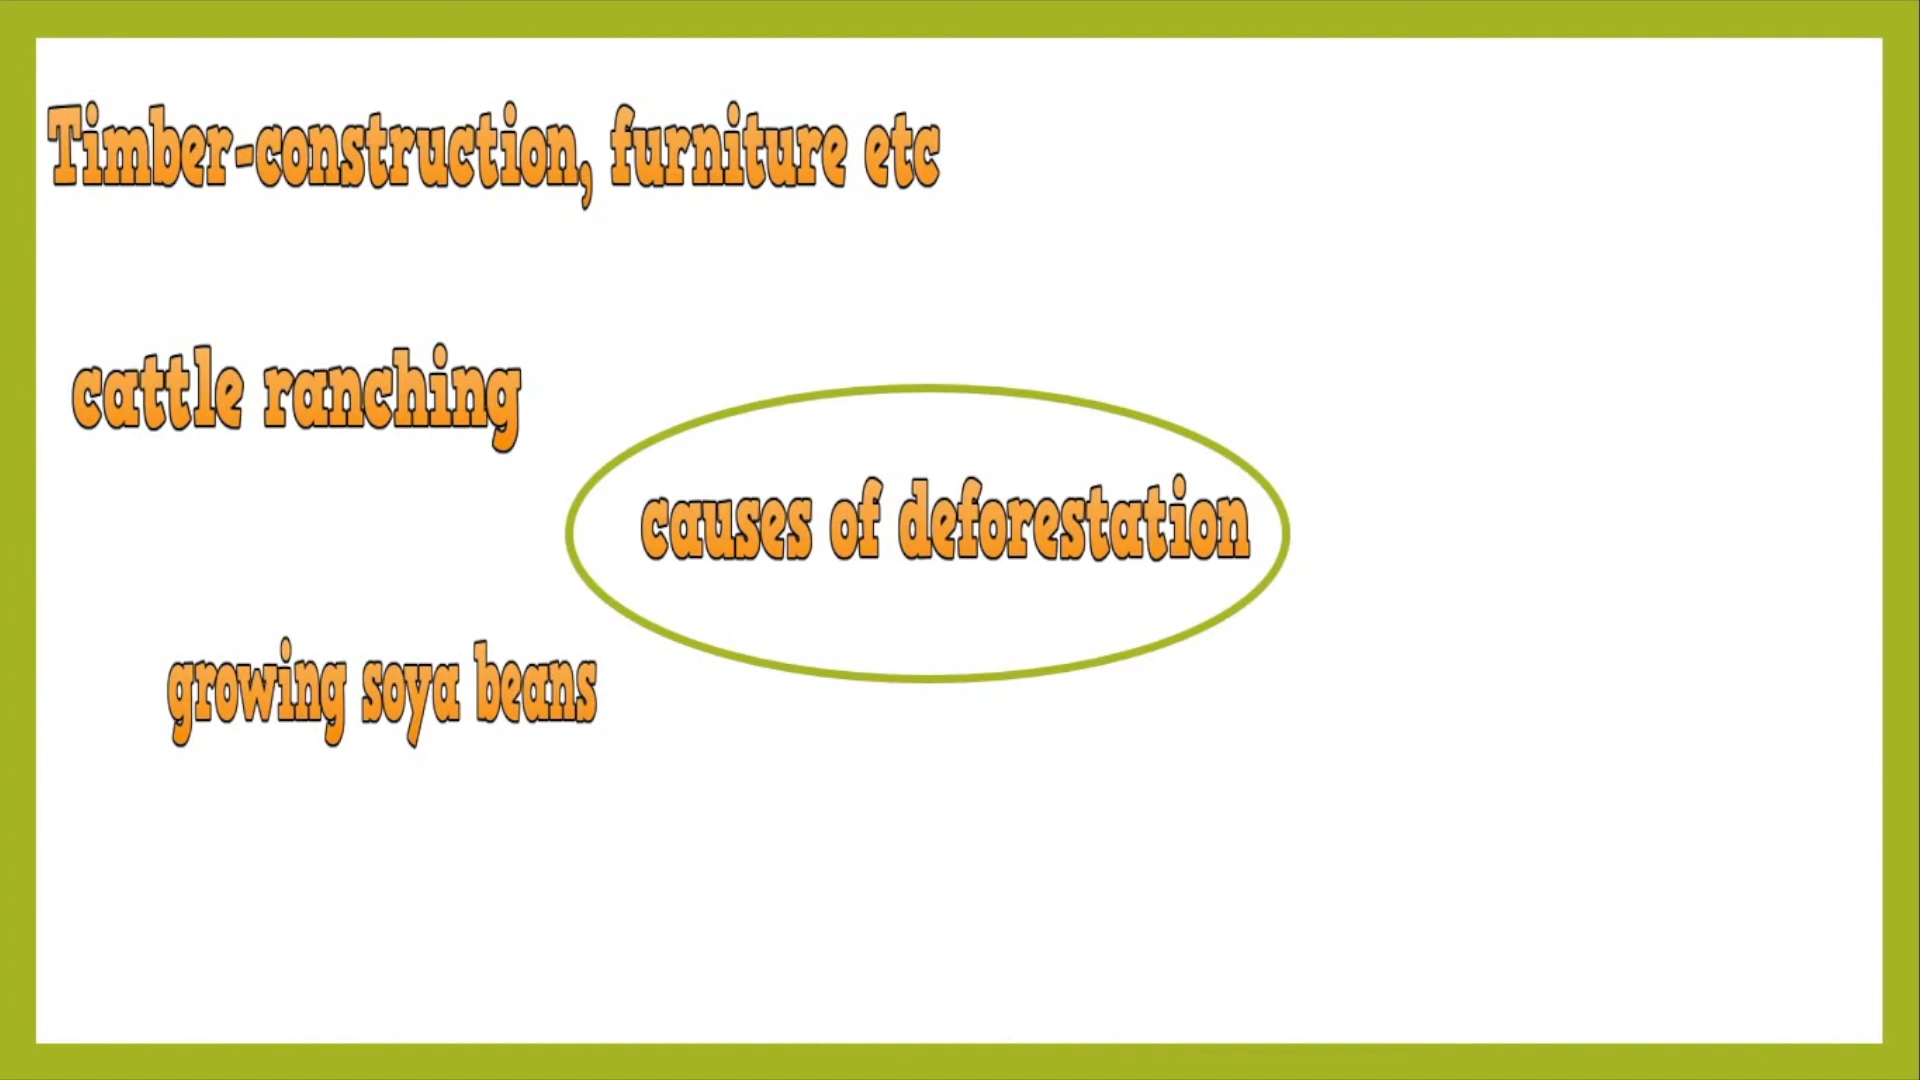 Timber-construction, furniture etc
cattle ranching
causes of deforestation
growing soya beans